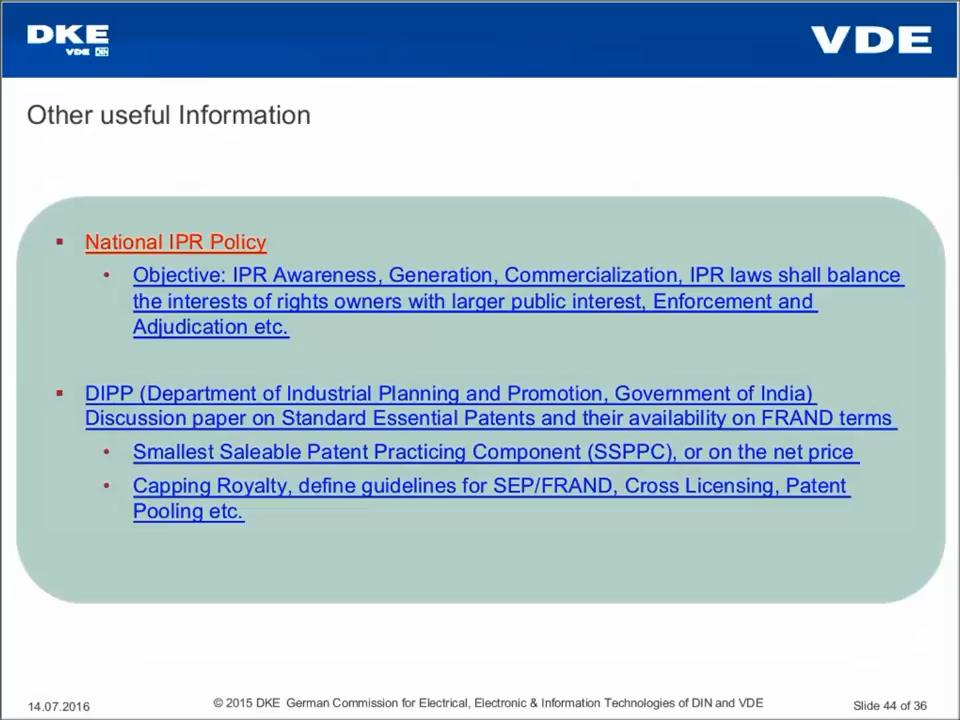 DKE
VDE DIN
VDE
Other useful Information
▪ National IPR Policy
• Objective: IPR Awareness, Generation, Commercialization, IPR laws shall balance
the interests of rights owners with larger public interest, Enforcement and
Adjudication etc.
▪ DIPP (Department of Industrial Planning and Promotion, Government of India)
Discussion paper on Standard Essential Patents and their availability on FRAND terms
• Smallest Saleable Patent Practicing Component (SSPPC), or on the net price
• Capping Royalty, define guidelines for SEP/FRAND, Cross Licensing, Patent
Pooling etc.
14.07.2016
© 2015 DKE German Commission for Electrical, Electronic & Information Technologies of DIN and VDE
Slide 44 of 36